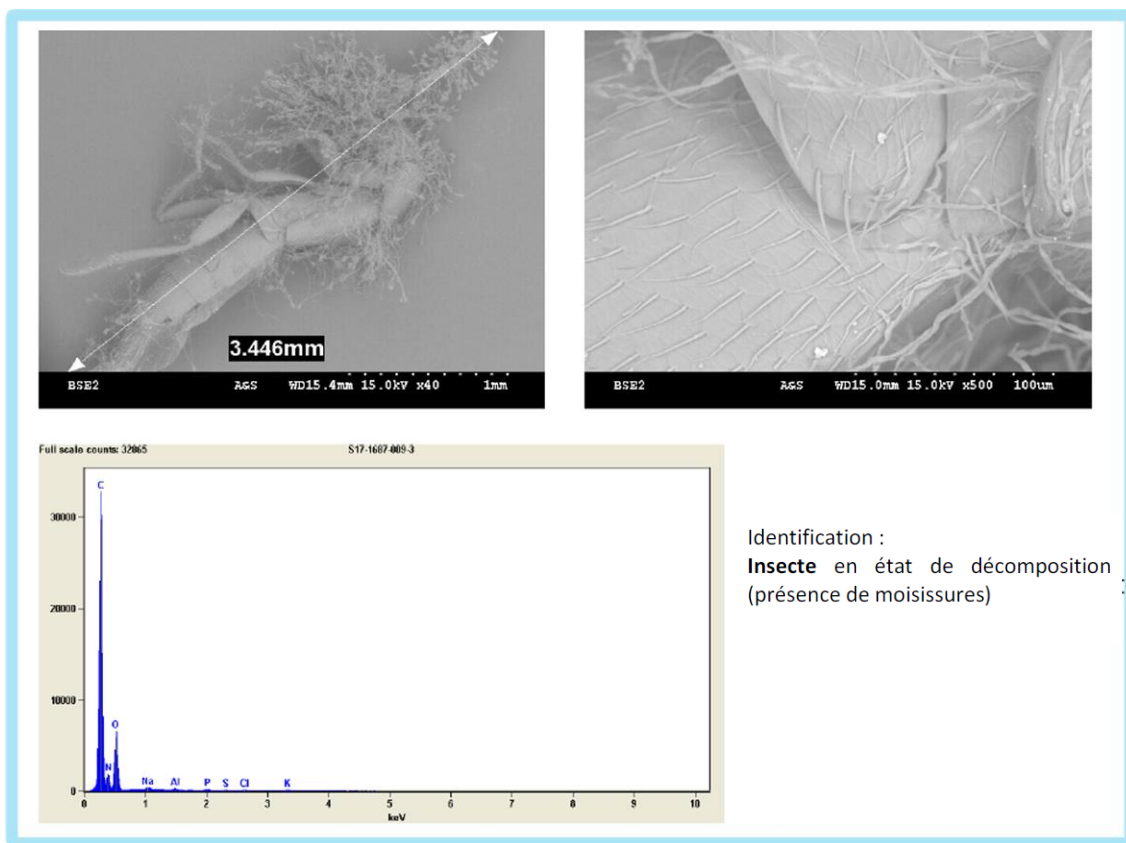 3.446mm
BSE2 A&S WD15.4mm 15.0kV x40 1mm
BSE2 A&S WD15.0mm 15.0kV x500 100um
Full scale counts: 32865 S17-1687-009-3
C
30000
20000
10000
0
O
N
Na Al P S Cl K
0 1 2 3 4 5 6 7 8 9 10
keV
Identification :
Insecte en état de décomposition
(présence de moisissures)